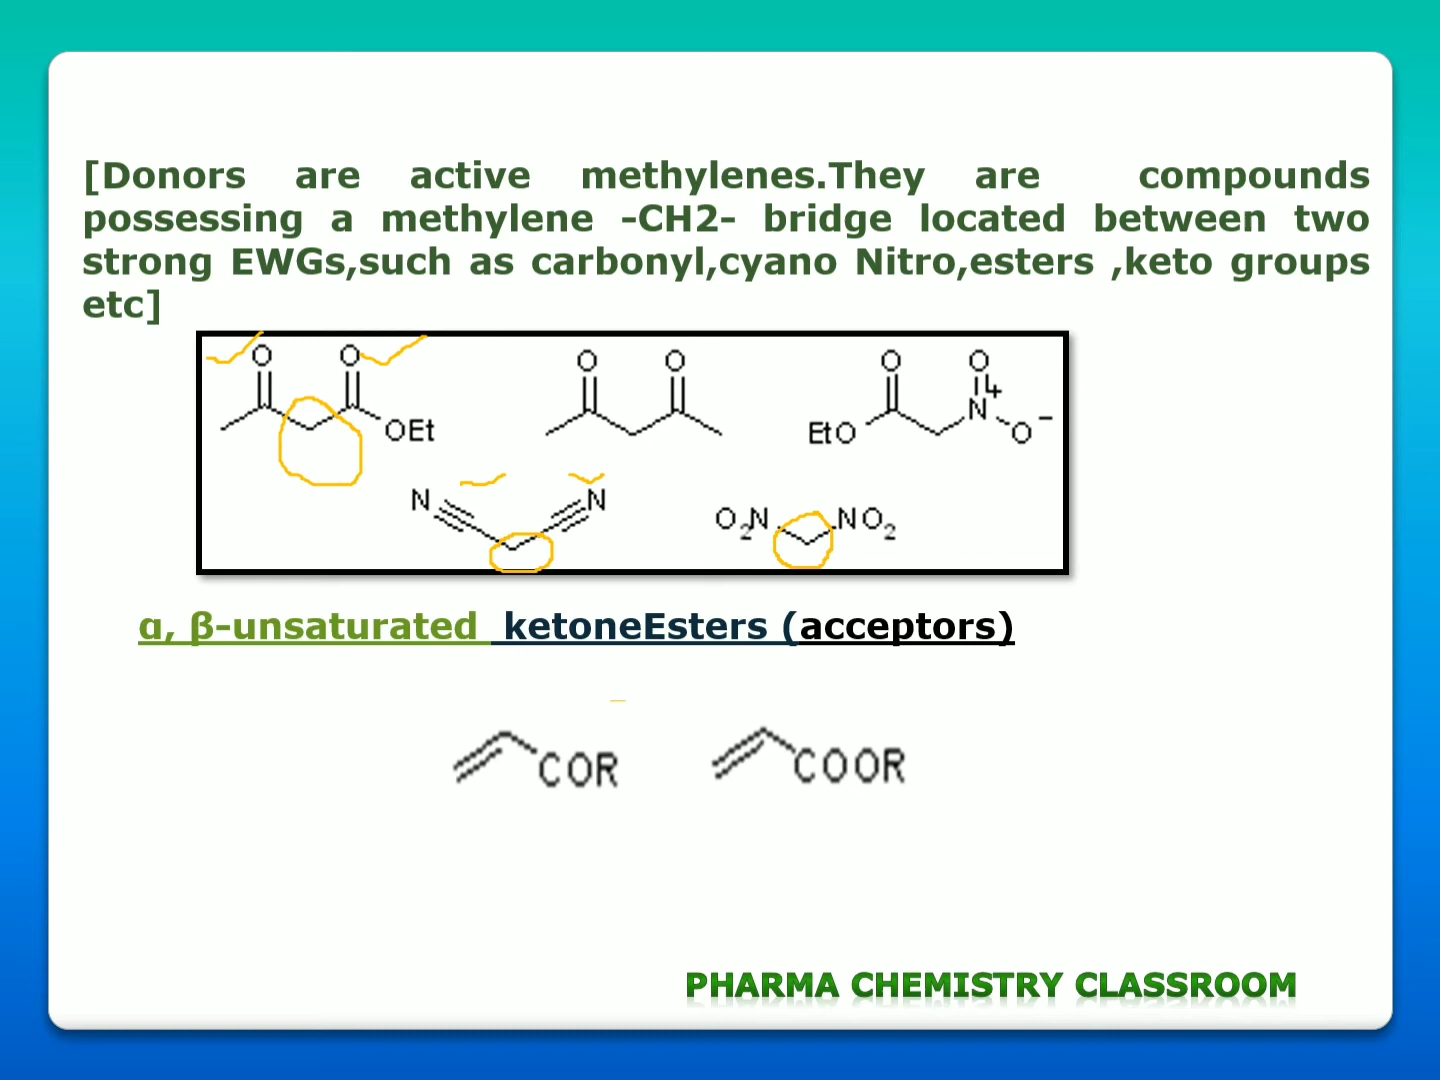 [Donors are active methylenes.They are compounds
possessing a methylene -CH2- bridge located between two
strong EWGs,such as carbonyl,cyano Nitro,esters ,keto groups
etc]
O O O O O O
N+
OEt EtO O−
N N O2N NO2
α, β-unsaturated ketoneEsters (acceptors)
COR COOR
PHARMA CHEMISTRY CLASSROOM